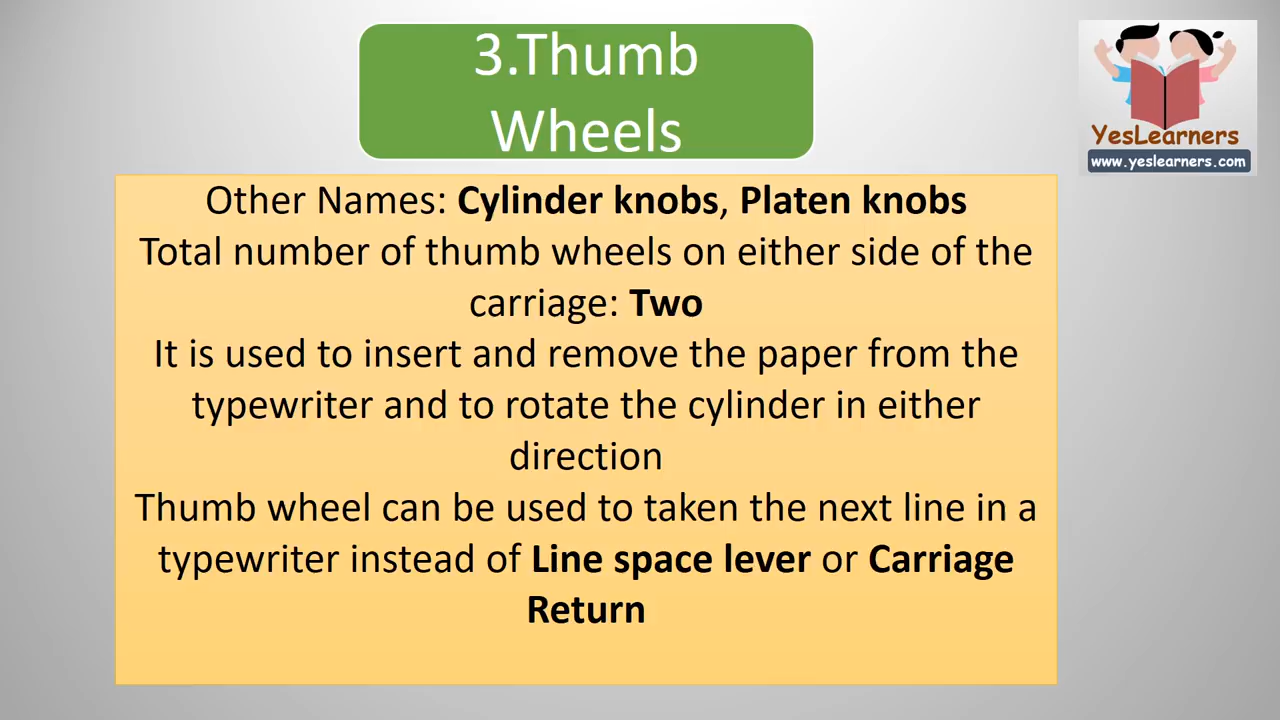 3.Thumb
Wheels
YesLearners
www.yeslearners.com
Other Names: Cylinder knobs, Platen knobs
Total number of thumb wheels on either side of the
carriage: Two
It is used to insert and remove the paper from the
typewriter and to rotate the cylinder in either
direction
Thumb wheel can be used to taken the next line in a
typewriter instead of Line space lever or Carriage
Return